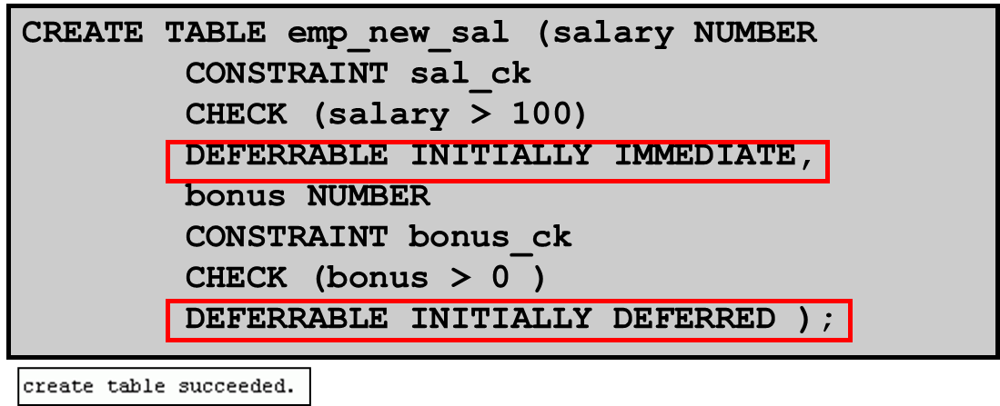 CREATE TABLE emp_new_sal (salary NUMBER
CONSTRAINT sal_ck
CHECK (salary > 100)
DEFERRABLE INITIALLY IMMEDIATE,
bonus NUMBER
CONSTRAINT bonus_ck
CHECK (bonus > 0 )
DEFERRABLE INITIALLY DEFERRED );
create table succeeded.